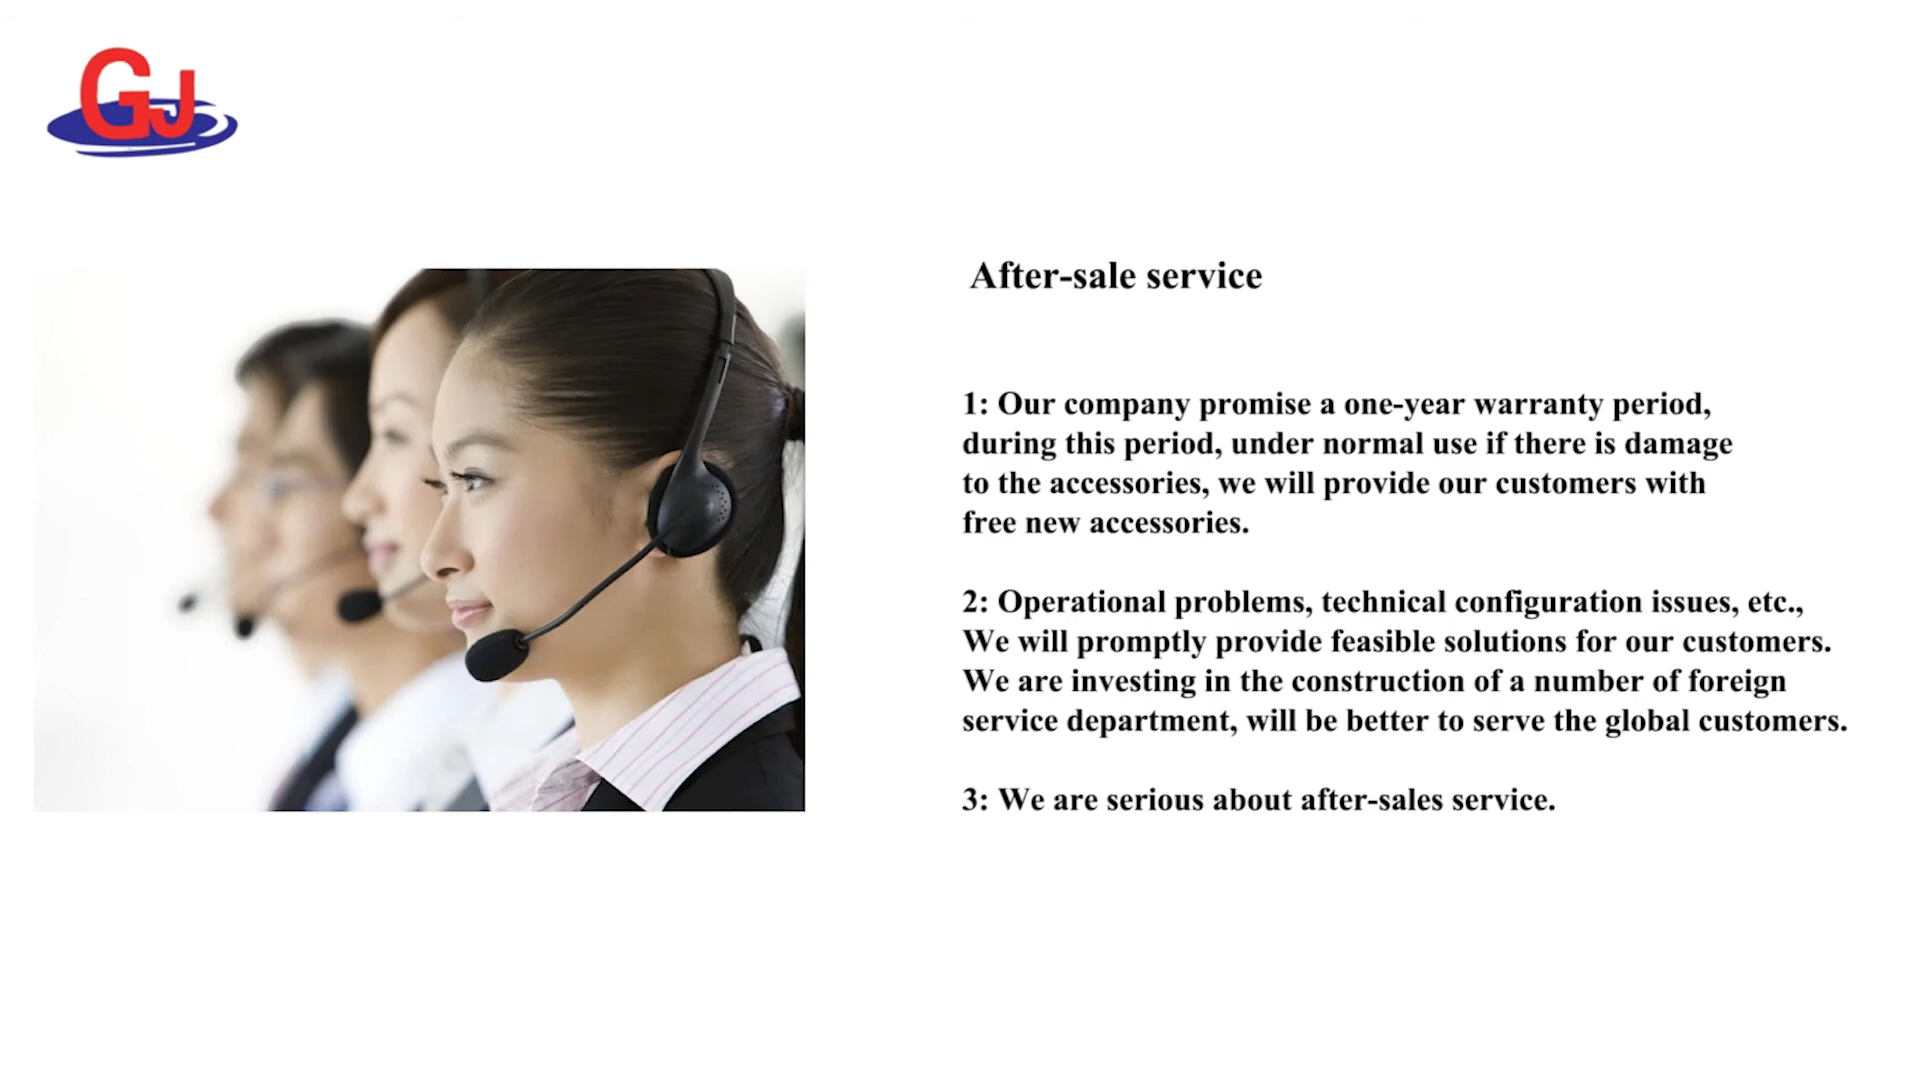 GJ
After-sale service
1: Our company promise a one-year warranty period,
during this period, under normal use if there is damage
to the accessories, we will provide our customers with
free new accessories.
2: Operational problems, technical configuration issues, etc.,
We will promptly provide feasible solutions for our customers.
We are investing in the construction of a number of foreign
service department, will be better to serve the global customers.
3: We are serious about after-sales service.